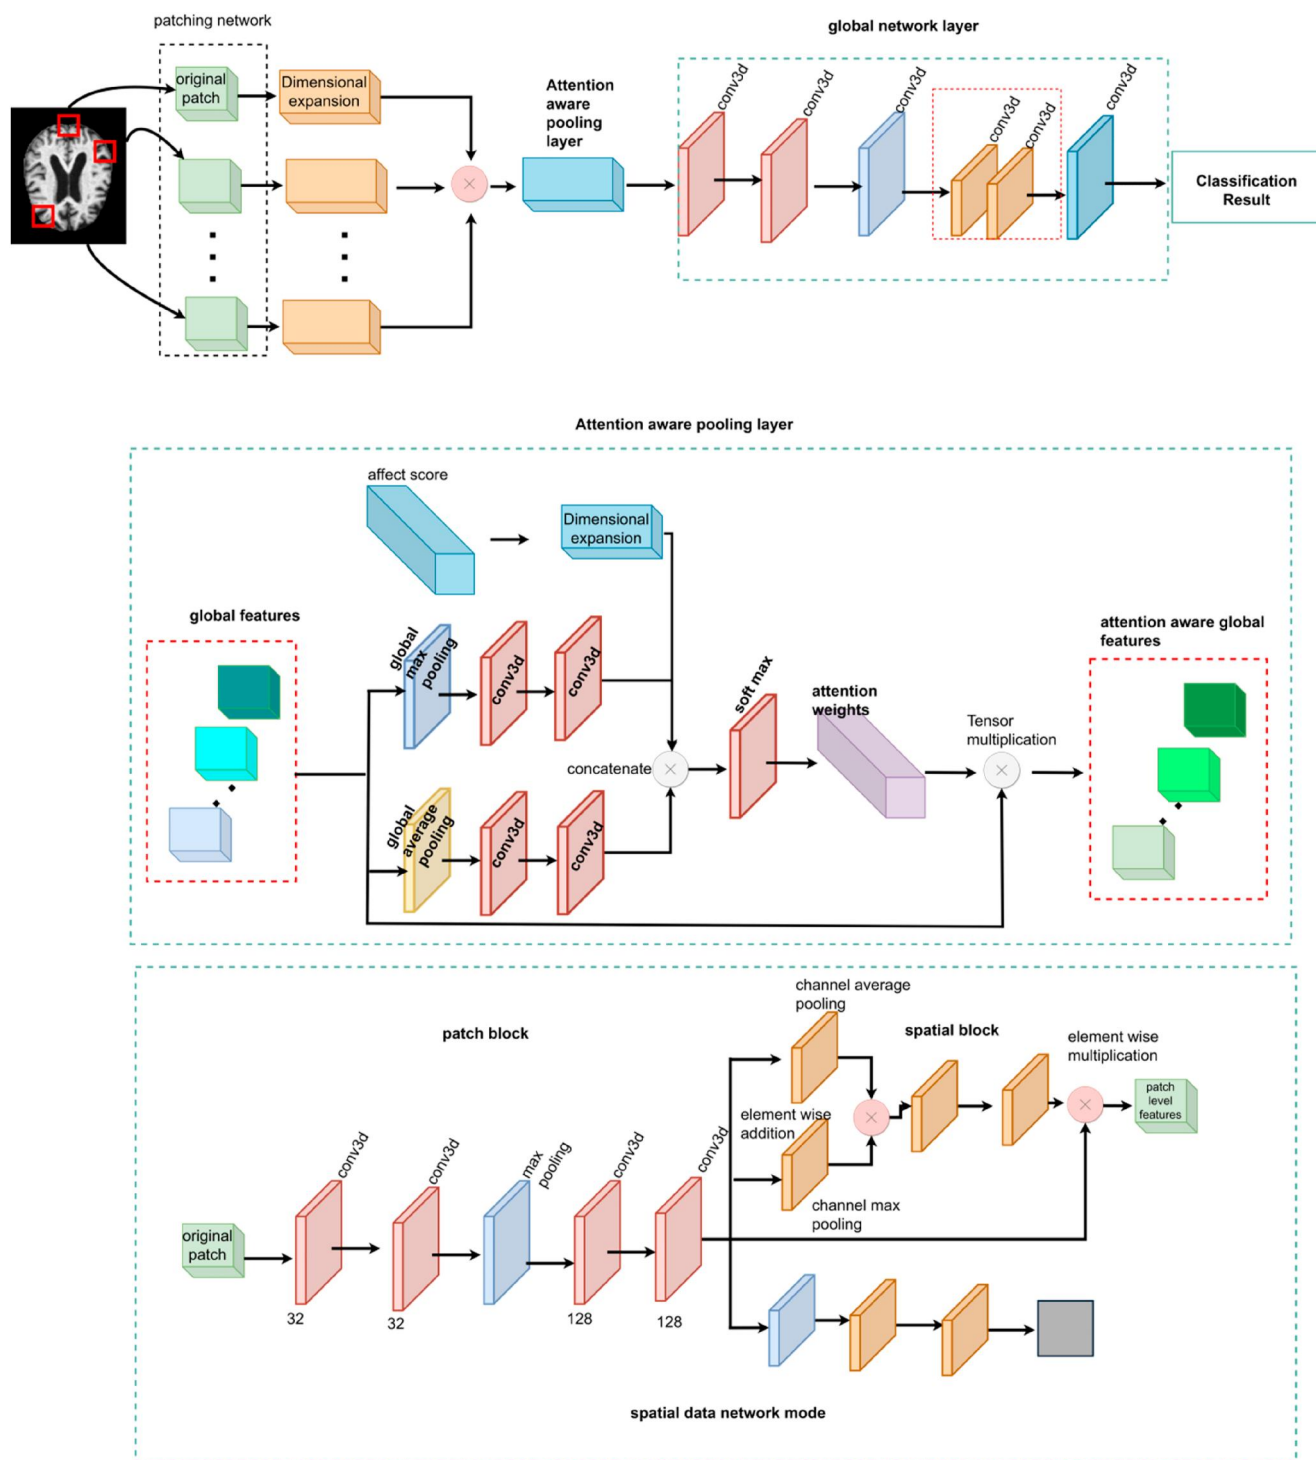 patching network
global network layer
original
patch
Dimensional
expansion
Attention
aware
pooling
layer
conv3d
conv3d
conv3d
conv3d
conv3d
conv3d
Classification
Result
Attention aware pooling layer
affect score
Dimensional
expansion
global features
global
max
pooling
conv3d
conv3d
soft max
attention
weights
Tensor
multiplication
attention aware global
features
concatenate
global
average
pooling
conv3d
conv3d
channel average
pooling
patch block
spatial block
element wise
multiplication
patch
level
features
element wise
addition
channel max
pooling
conv3d
conv3d
max
pooling
conv3d
conv3d
original
patch
32
32
128
128
spatial data network mode